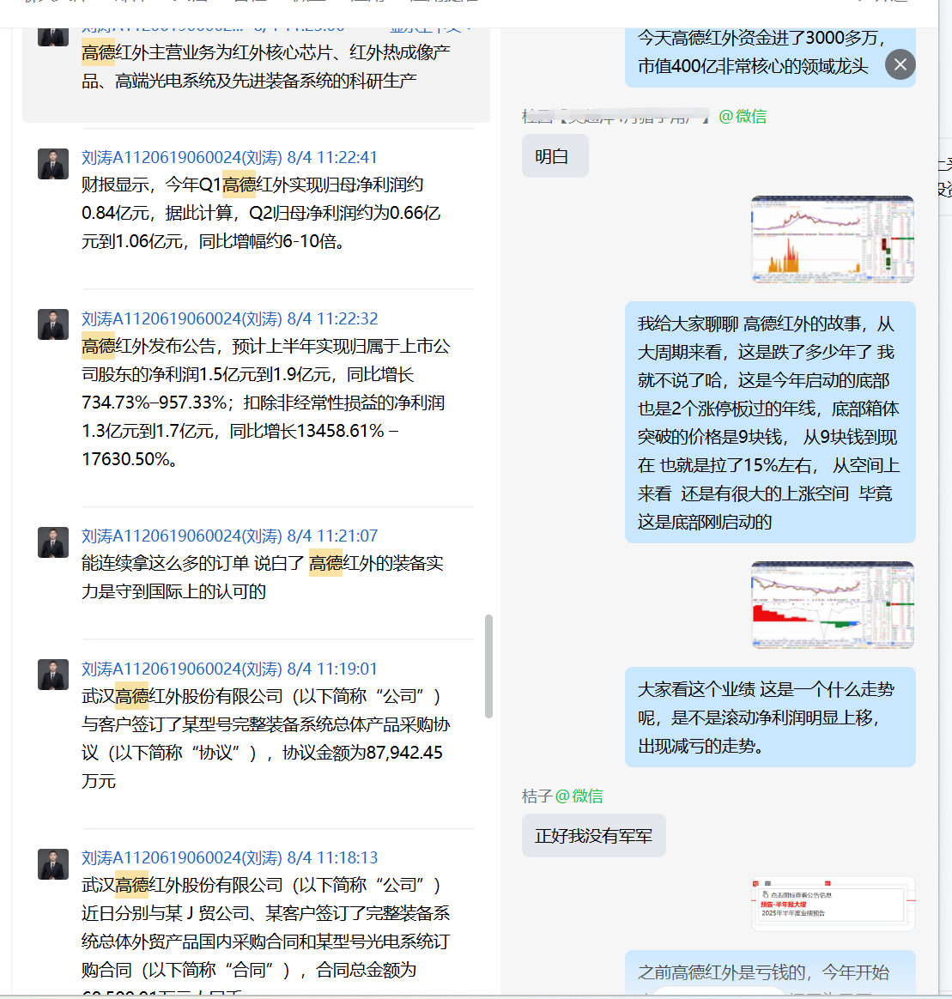 高德红外主营业务为红外核心芯片、红外热成像产
品、高端光电系统及先进装备系统的科研生产
刘涛A1120619060024(刘涛) 8/4 11:22:41
财报显示，今年Q1高德红外实现归母净利润约
0.84亿元，据此计算，Q2归母净利润约为0.66亿
元到1.06亿元，同比增幅约6-10倍。
刘涛A1120619060024(刘涛) 8/4 11:22:32
高德红外发布公告，预计上半年实现归属于上市公
司股东的净利润1.5亿元到1.9亿元，同比增长
734.73%–957.33%；扣除非经常性损益的净利润
1.3亿元到1.7亿元，同比增长13458.61% –
17630.50%。
刘涛A1120619060024(刘涛) 8/4 11:21:07
能连续拿这么多的订单 说白了 高德红外的装备实
力是守到国际上的认可的
刘涛A1120619060024(刘涛) 8/4 11:19:01
武汉高德红外股份有限公司（以下简称“公司”）
与客户签订了某型号完整装备系统总体产品采购协
议（以下简称“协议”），协议金额为87,942.45
万元
刘涛A1120619060024(刘涛) 8/4 11:18:13
武汉高德红外股份有限公司（以下简称“公司”）
近日分别与某 J 贸公司、某客户签订了完整装备系
统总体外贸产品国内采购合同和某型号光电系统订
购合同（以下简称“合同”），合同总金额为
今天高德红外资金进了3000多万，
市值400亿非常核心的领域龙头
@微信
明白
我给大家聊聊 高德红外的故事，从
大周期来看，这是跌了多少年了 我
就不说了哈，这是今年启动的底部
也是2个涨停板过的年线，底部箱体
突破的价格是9块钱， 从9块钱到现
在 也就是拉了15%左右， 从空间上
来看 还是有很大的上涨空间 毕竟
这是底部刚启动的
大家看这个业绩 这是一个什么走势
呢，是不是滚动净利润明显上移，
出现减亏的走势。
桔子@微信
正好我没有军军
点击图标查看公告信息
预告-半年报大增
2025年半年度业绩预告
之前高德红外是亏钱的，今年开始